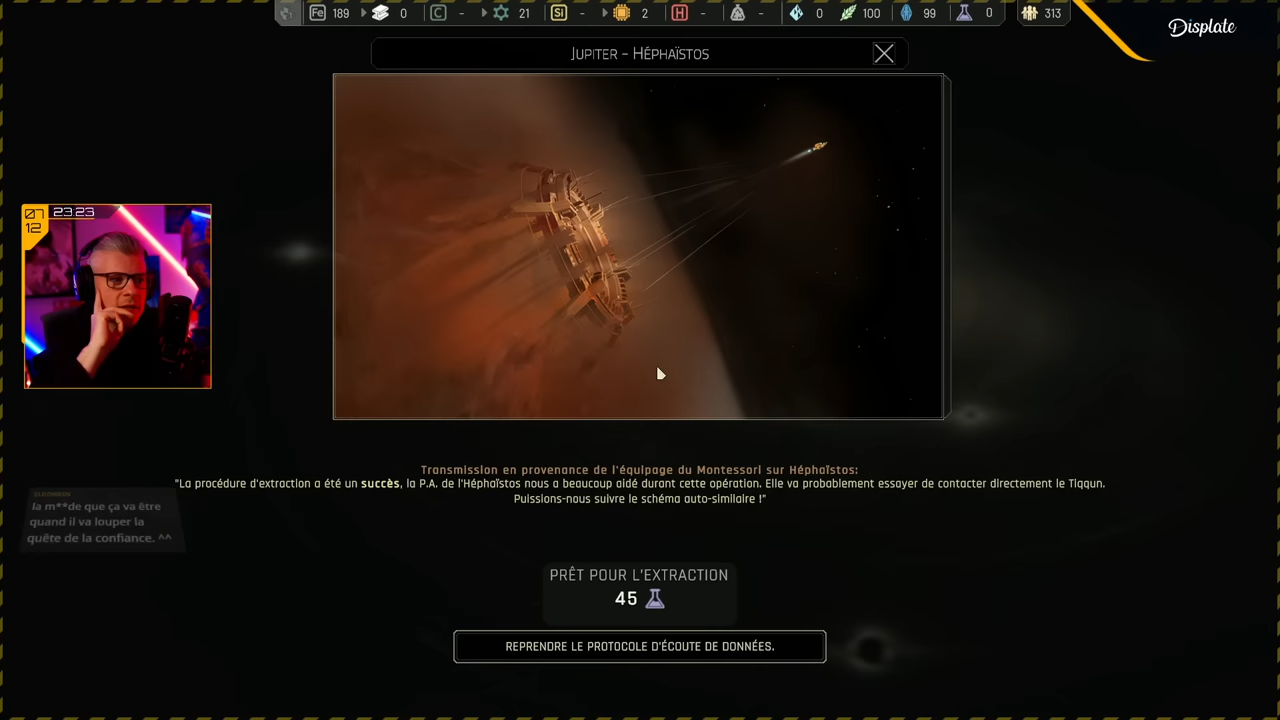 Fe 189 0 C - 21 Si - 2 H - - 0 100 99 0 313
Displate
Jupiter – Héphaïstos
07
12
23:23
Transmission en provenance de l'équipage du Montessori sur Héphaïstos:
"La procédure d'extraction a été un succès, la P.A. de l'Héphaïstos nous a beaucoup aidé durant cette opération. Elle va probablement essayer de contacter directement le Tiqqun.
Puissions-nous suivre le schéma auto-similaire !"
la m**de que ça va être
quand il va louper la
quête de la confiance. ^^
PRÊT POUR L'EXTRACTION
45
REPRENDRE LE PROTOCOLE D'ÉCOUTE DE DONNÉES.